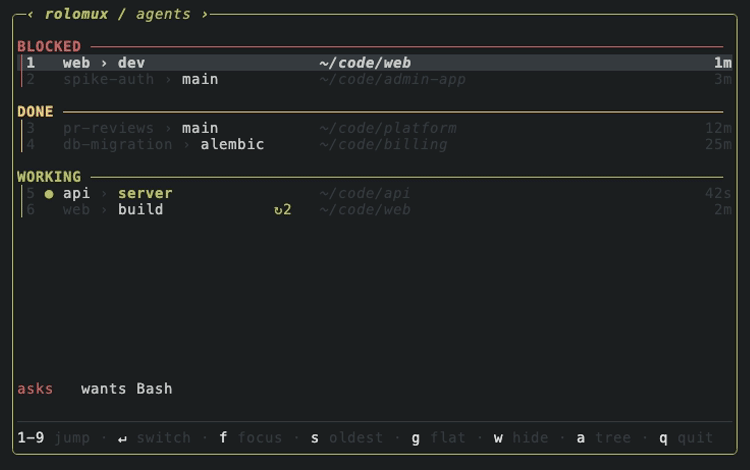 ‹ rolomux / agents ›
BLOCKED
1 web › dev ~/code/web 1m
2 spike-auth › main ~/code/admin-app 3m
DONE
3 pr-reviews › main ~/code/platform 12m
4 db-migration › alembic ~/code/billing 25m
WORKING
5 ● api › server ~/code/api 42s
6 web › build ↻2 ~/code/web 2m
asks wants Bash
1-9 jump · ↵ switch · f focus · s oldest · g flat · w hide · a tree · q quit